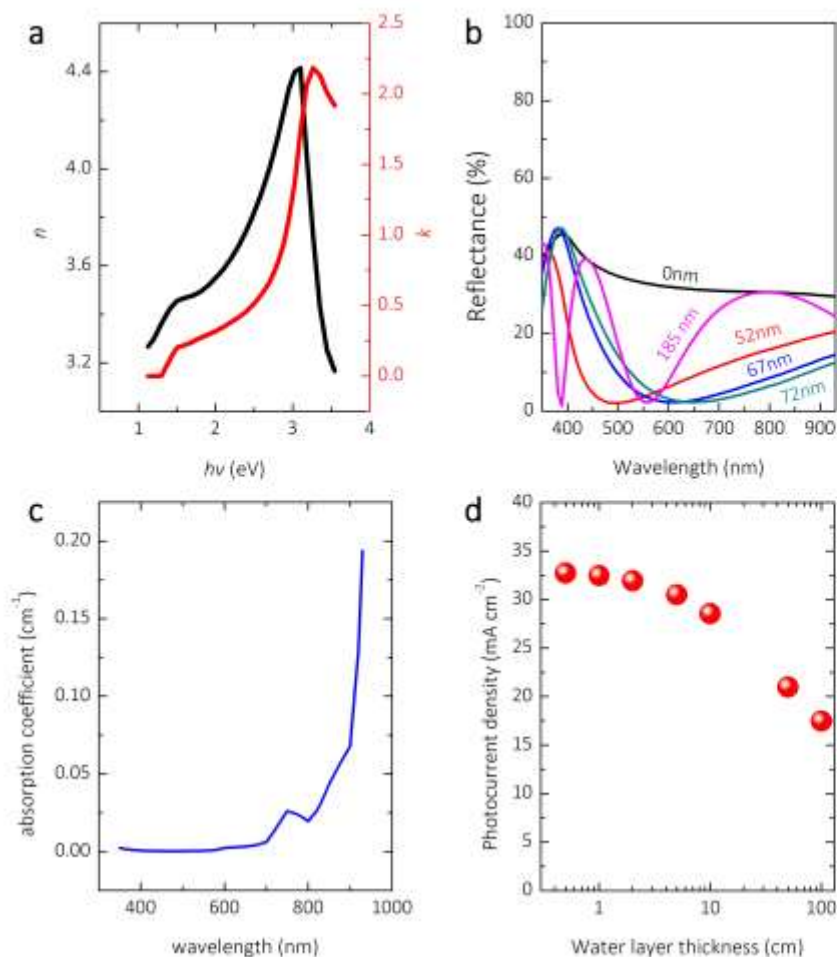 a
4.4
4.0
3.6
3.2
n
2.5
2.0
1.5
1.0
0.5
0.0
k
1 2 3 4
hν (eV)
b
100
80
60
40
20
0
Reflectance (%)
0nm
185 nm
52nm
67nm
72nm
400 500 600 700 800 900
Wavelength (nm)
c
0.20
0.15
0.10
0.05
0.00
absorption coefficient (cm⁻¹)
400 600 800 1000
wavelength (nm)
d
40
35
30
25
20
15
10
5
0
Photocurrent density (mA cm⁻²)
1 10 100
Water layer thickness (cm)